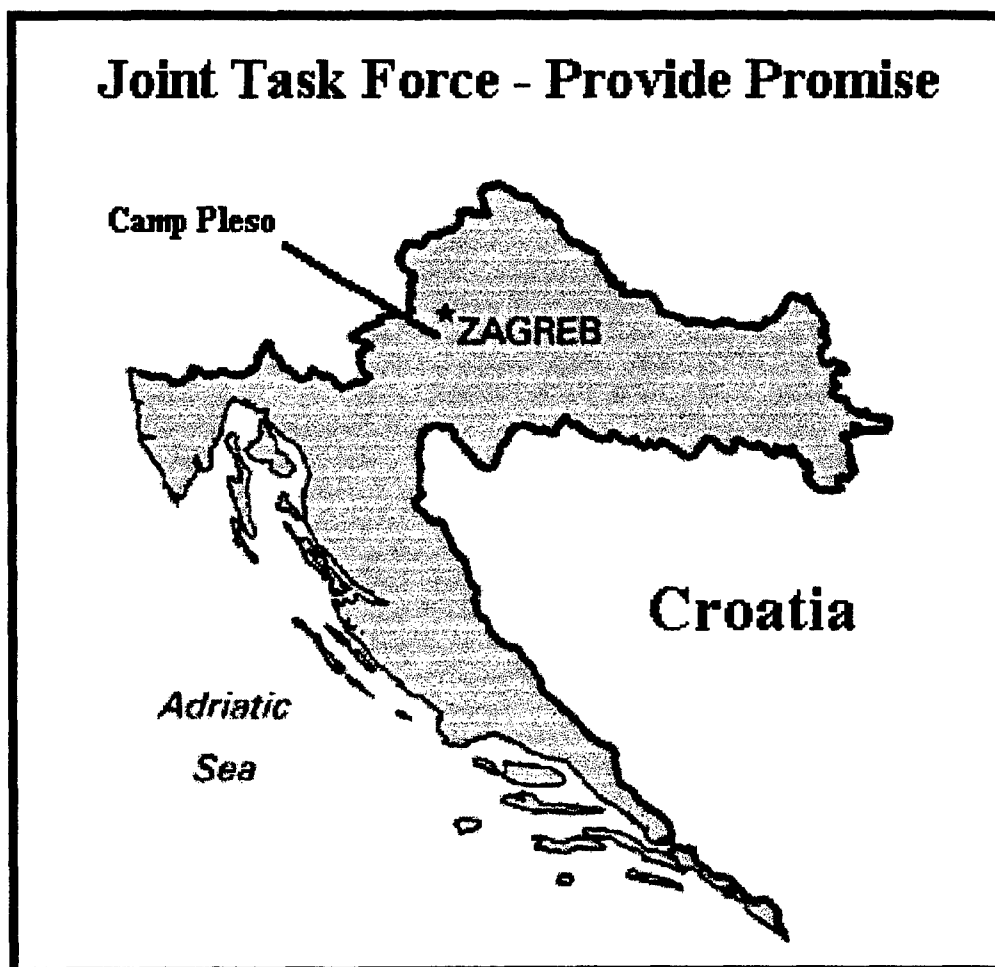 Joint Task Force - Provide Promise
Camp Pleso
ZAGREB
Croatia
Adriatic
Sea